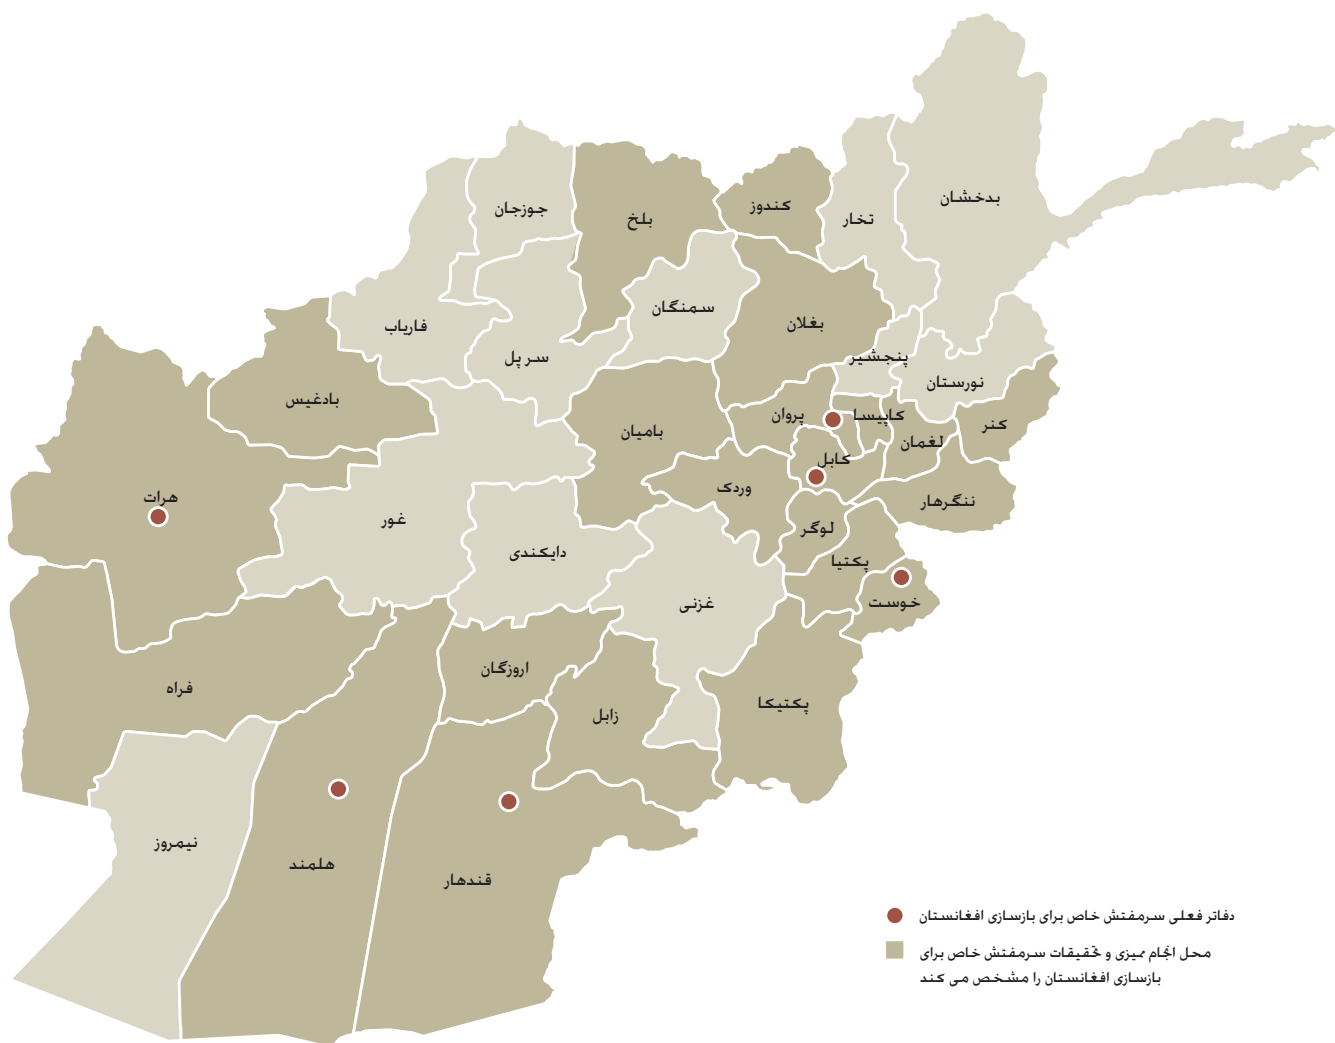 بدخشان
تخار
کندوز
بلخ
جوزجان
سمنگان
بغلان
فاریاب
سر پل
پنجشیر
نورستان
بادغیس
بامیان
پروان
کاپیسا
لغمان
کنر
کابل
وردک
ننگرهار
هرات
غور
دایکندی
لوگر
پکتیا
خوست
غزنی
اروزگان
فراه
زابل
پکتیکا
نیمروز
هلمند
قندهار
دفاتر فعلی سرمفتش خاص برای بازسازی افغانستان
محل انجام ممیزی و تحقیقات سرمفتش خاص برای
بازسازی افغانستان را مشخص می کند